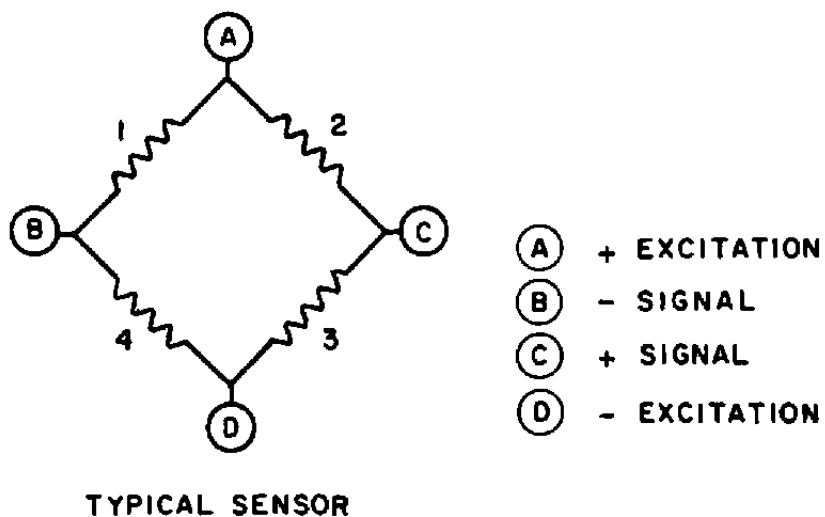 A
1
2
B
C
4
3
D
A + EXCITATION
B - SIGNAL
C + SIGNAL
D - EXCITATION
TYPICAL SENSOR